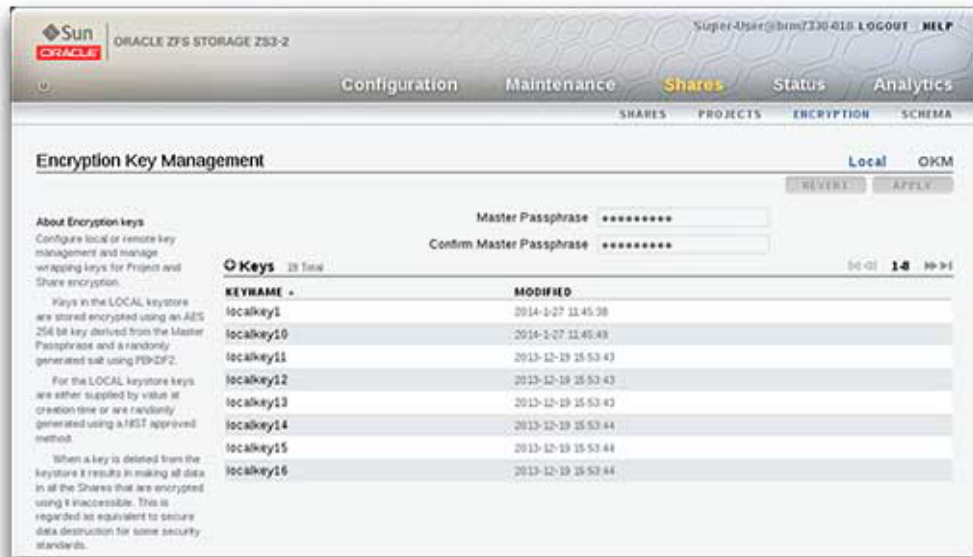 Sun
ORACLE
ORACLE ZFS STORAGE ZS3-2
Super-User@brm7330-010 LOGOUT HELP
Configuration Maintenance Shares Status Analytics
SHARES PROJECTS ENCRYPTION SCHEMA
Encryption Key Management
Local OKM
REVERT APPLY
About Encryption keys
Configure local or remote key
management and manage
wrapping keys for Project and
Share encryption.
Keys in the LOCAL keystore
are stored encrypted using an AES
256 bit key derived from the Master
Passphrase and a randomly
generated salt using PBKDF2.
For the LOCAL keystore keys
are either supplied by value at
creation time or are randomly
generated using a NIST approved
method.
When a key is deleted from the
keystore it results in making all data
in all the Shares that are encrypted
using it inaccessible. This is
regarded as equivalent to secure
data destruction for some security
standards.
Master Passphrase •••••••••
Confirm Master Passphrase •••••••••
Keys Total
1-8
KEYNAME MODIFIED
localkey1 2014-1-27 11:45:38
localkey10 2014-1-27 11:45:49
localkey11 2013-12-19 15:53:43
localkey12 2013-12-19 15:53:43
localkey13 2013-12-19 15:53:43
localkey14 2013-12-19 15:53:44
localkey15 2013-12-19 15:53:44
localkey16 2013-12-19 15:53:44